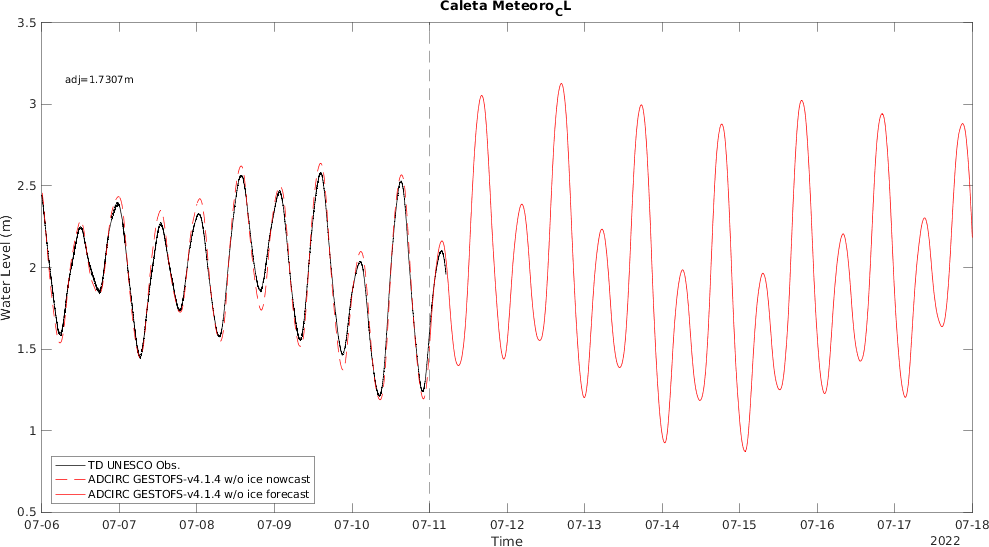 Caleta Meteoro_CL
adj=1.7307m
Water Level (m)
3.5
3
2.5
2
1.5
1
0.5
TD UNESCO Obs.
ADCIRC GESTOFS-v4.1.4 w/o ice nowcast
ADCIRC GESTOFS-v4.1.4 w/o ice forecast
07-06 07-07 07-08 07-09 07-10 07-11 07-12 07-13 07-14 07-15 07-16 07-17 07-18
Time
2022